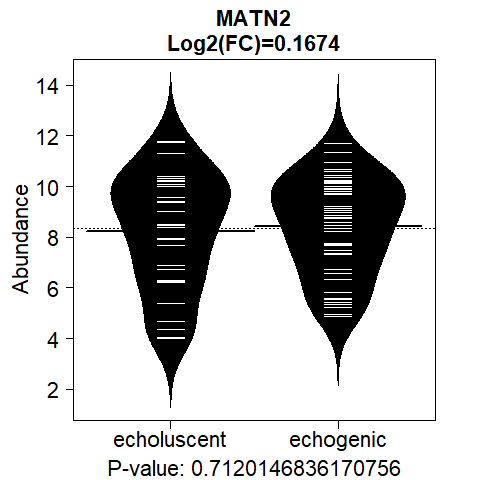 MATN2
Log2(FC)=0.1674
Abundance
14
12
10
8
6
4
2
echoluscent echogenic
P-value: 0.7120146836170756